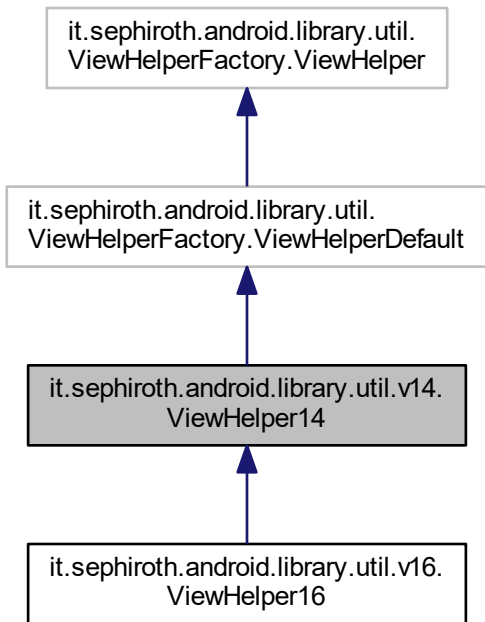 it.sephiroth.android.library.util.
ViewHelperFactory.ViewHelper
it.sephiroth.android.library.util.
ViewHelperFactory.ViewHelperDefault
it.sephiroth.android.library.util.v14.
ViewHelper14
it.sephiroth.android.library.util.v16.
ViewHelper16